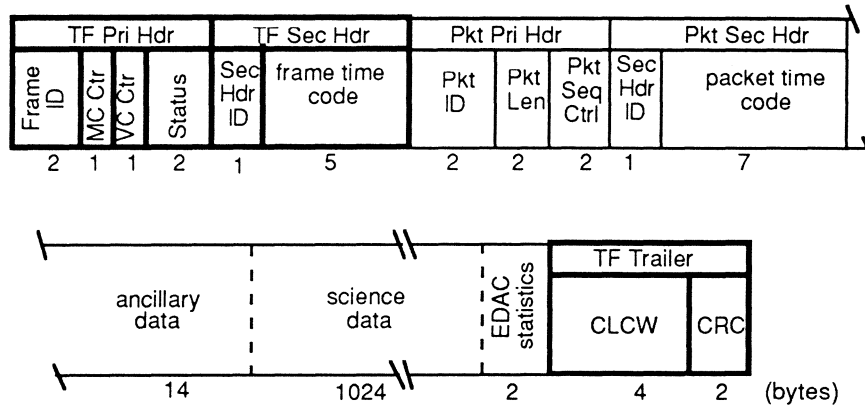 TF Pri Hdr TF Sec Hdr Pkt Pri Hdr Pkt Sec Hdr
Frame ID
MC Ctr
VC Ctr
Status
Sec Hdr ID
frame time code
Pkt ID
Pkt Len
Pkt Seq Ctrl
Sec Hdr ID
packet time code
2 1 1 2 1 5 2 2 2 1 7
ancillary data
science data
EDAC statistics
TF Trailer
CLCW
CRC
14 1024 2 4 2 (bytes)